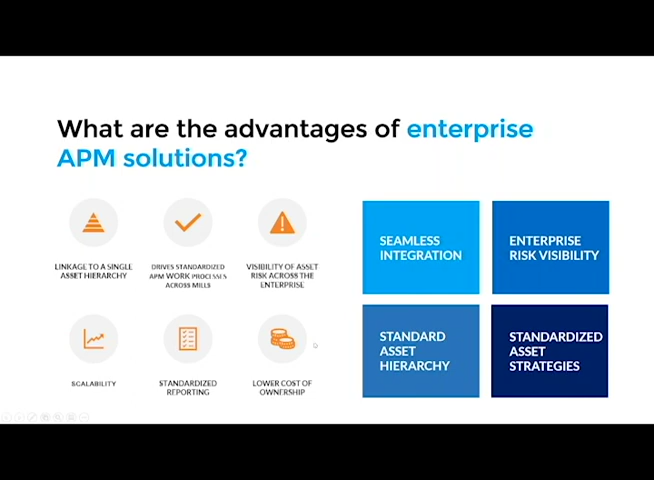 What are the advantages of enterprise
APM solutions?
LINKAGE TO A SINGLE
ASSET HIERARCHY
DRIVES STANDARDIZED
APM WORK PROCESSES
ACROSS MILLS
VISIBILITY OF ASSET
RISK ACROSS THE
ENTERPRISE
SCALABILITY
STANDARDIZED
REPORTING
LOWER COST OF
OWNERSHIP
SEAMLESS
INTEGRATION
ENTERPRISE
RISK VISIBILITY
STANDARD
ASSET
HIERARCHY
STANDARDIZED
ASSET
STRATEGIES